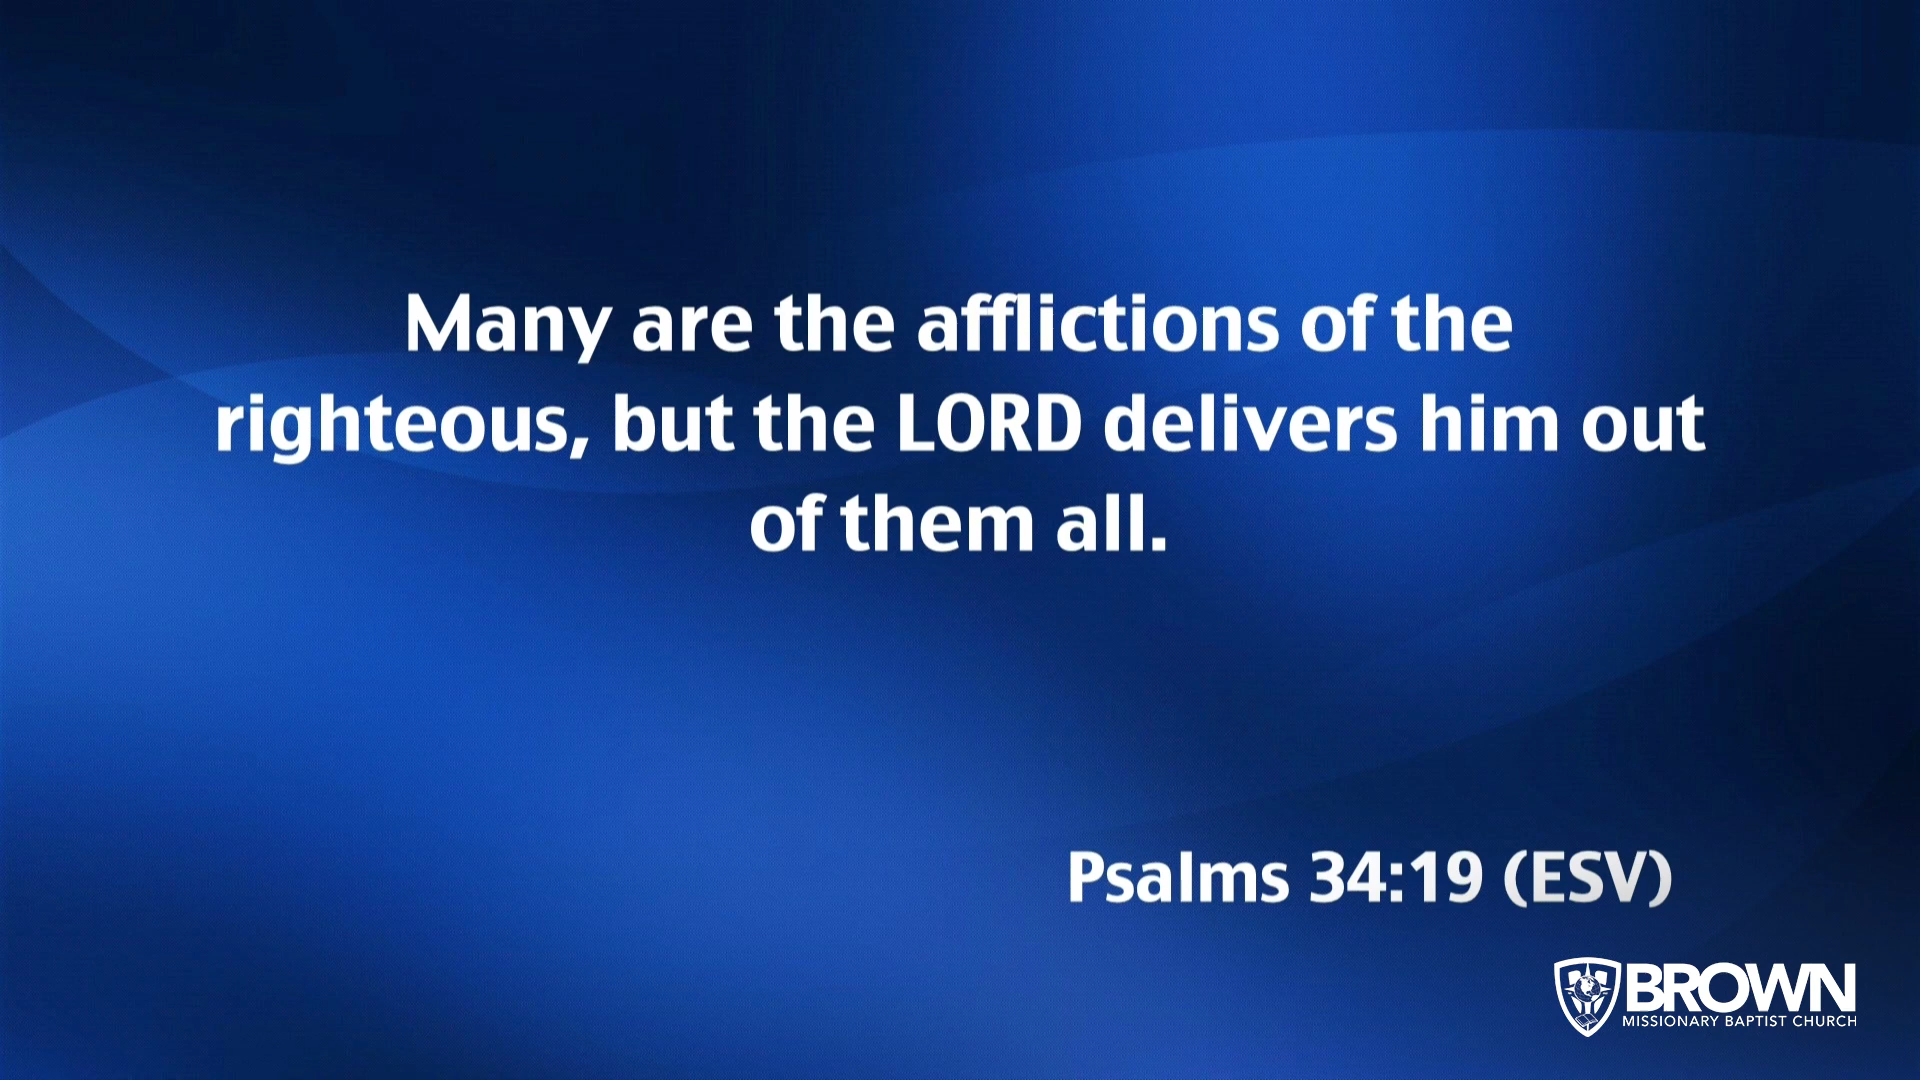 Many are the afflictions of the
righteous, but the LORD delivers him out
of them all.
Psalms 34:19 (ESV)
BROWN
MISSIONARY BAPTIST CHURCH